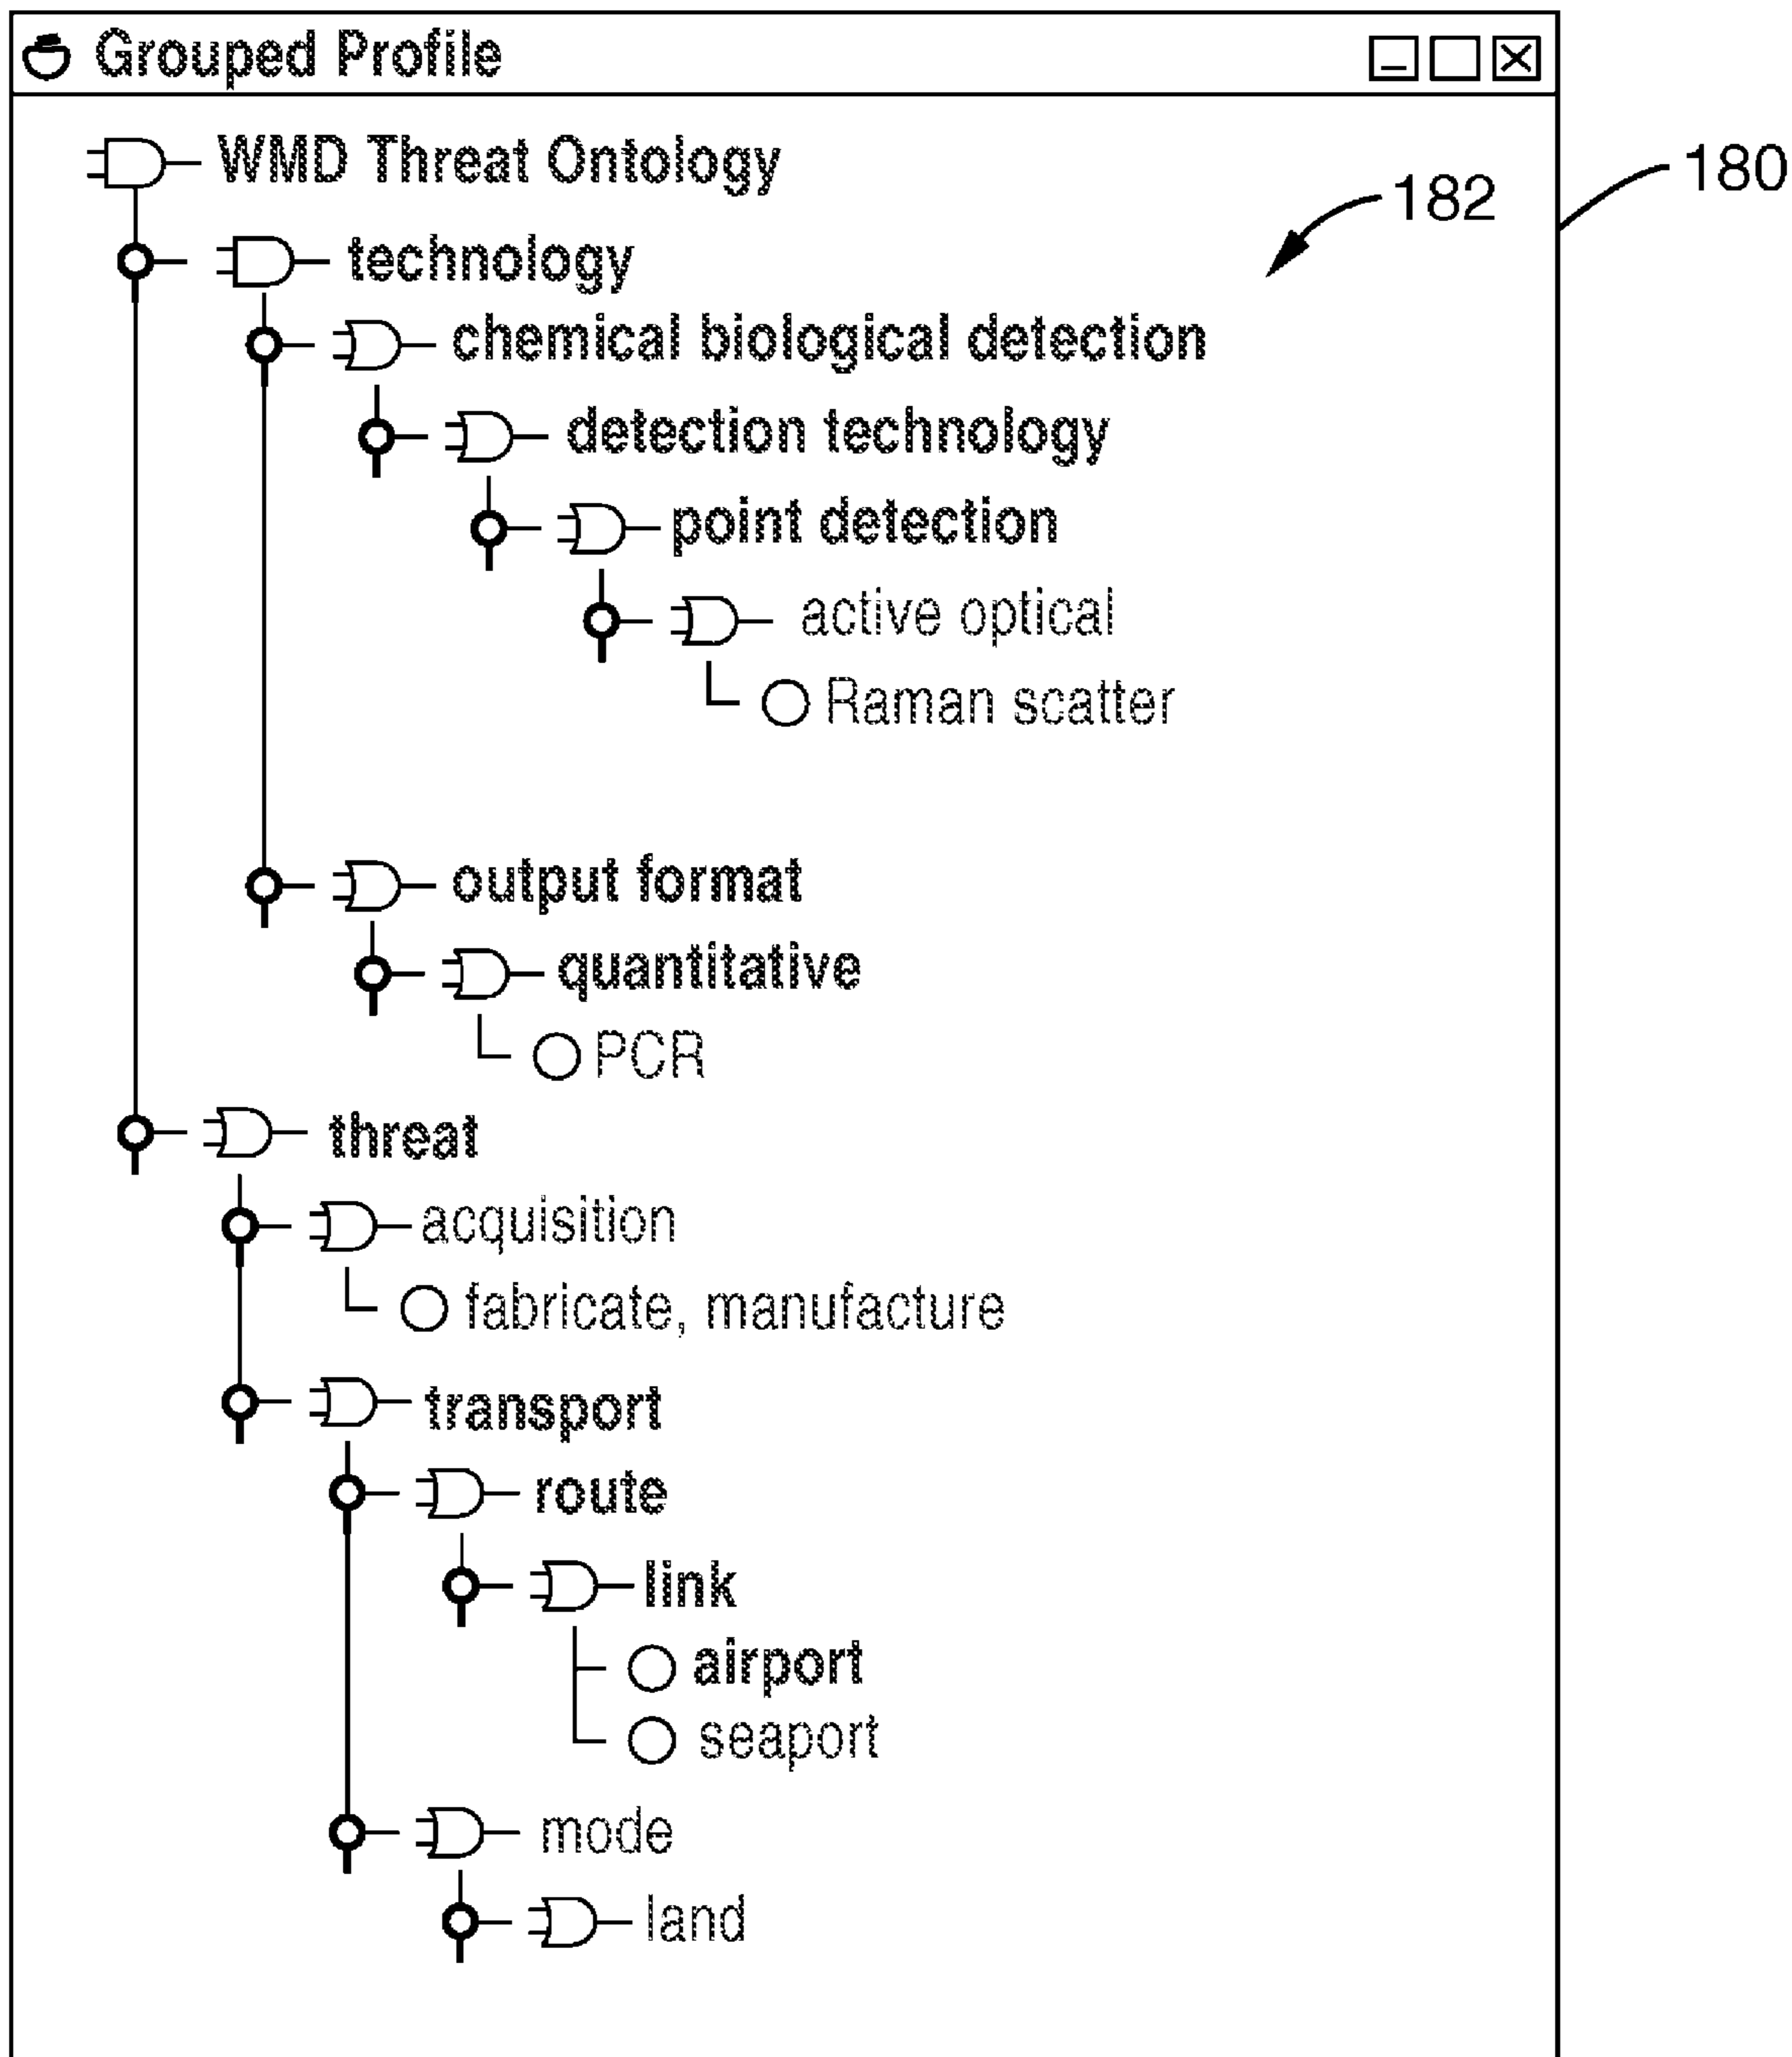 Grouped Profile
WMD Threat Ontology
180
182
technology
chemical biological detection
detection technology
point detection
active optical
Raman scatter
output format
quantitative
PCR
threat
acquisition
fabricate, manufacture
transport
route
link
airport
seaport
mode
land